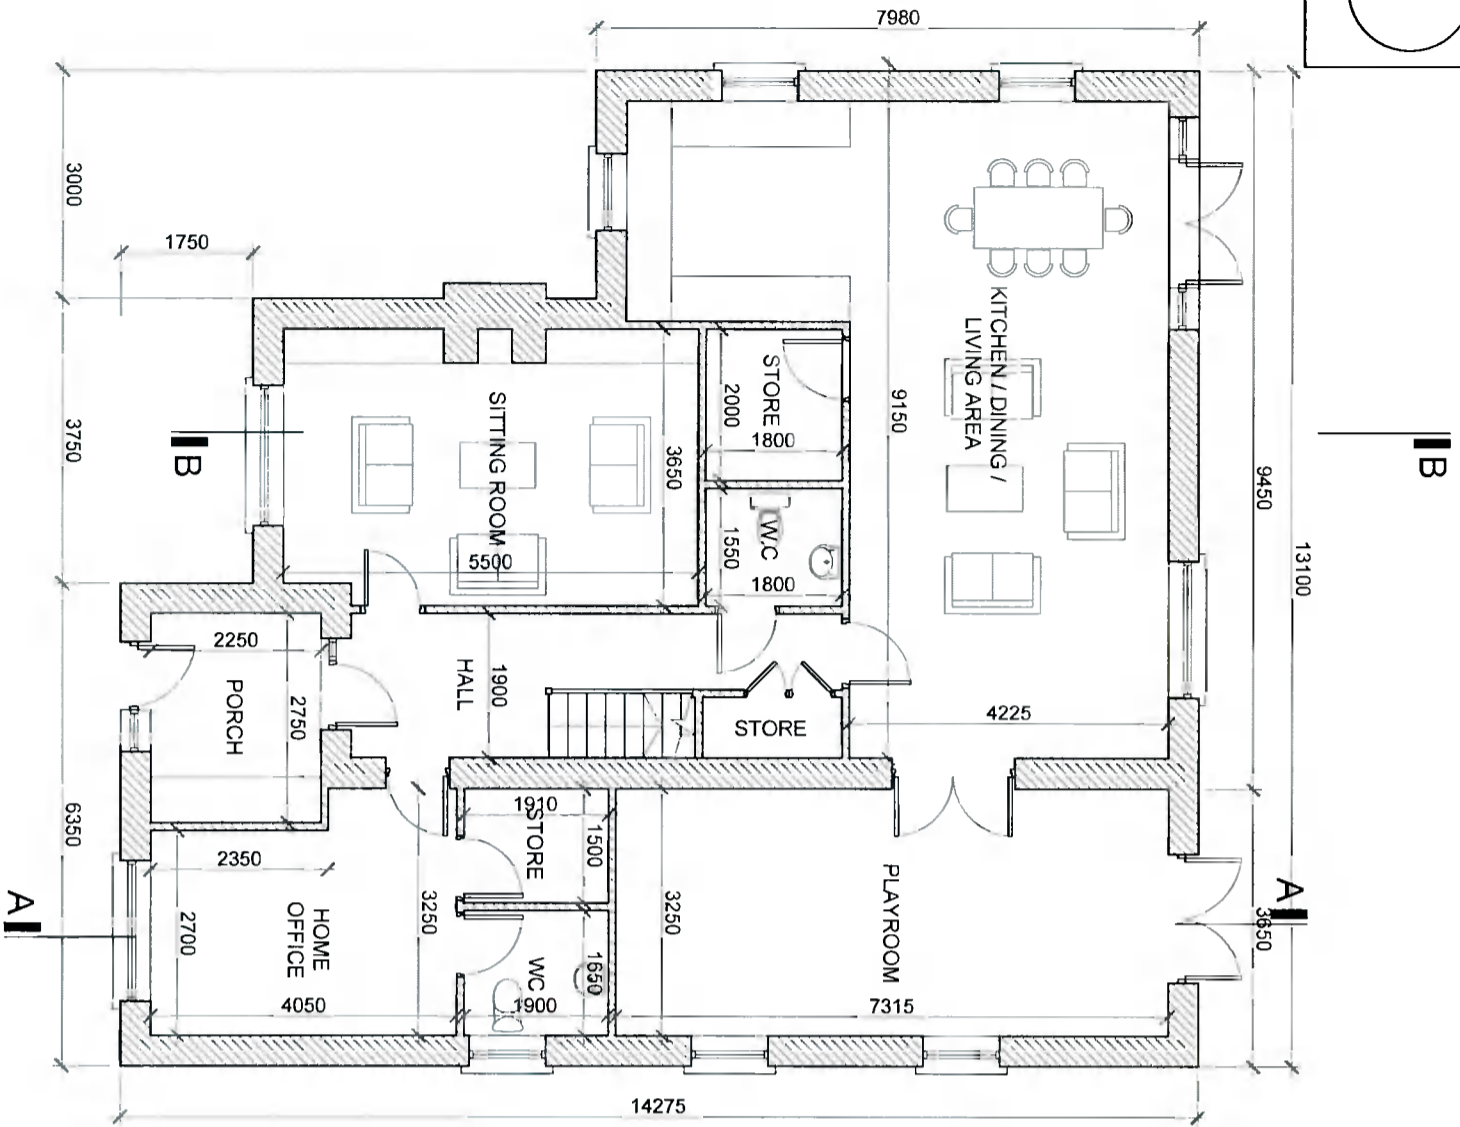 7980
3000
1750
3750
6350
9450
13100
3650
14275
KITCHEN / DINING /
LIVING AREA
9150
4225
STORE
2000
1800
SITTING ROOM
3650
5500
W.C
1550
1800
HALL
1900
STORE
PORCH
2250
2750
HOME
OFFICE
2350
2700
3250
4050
STORE
1910
1500
WC
1650
1900
PLAYROOM
3250
7315
B
B
A
A